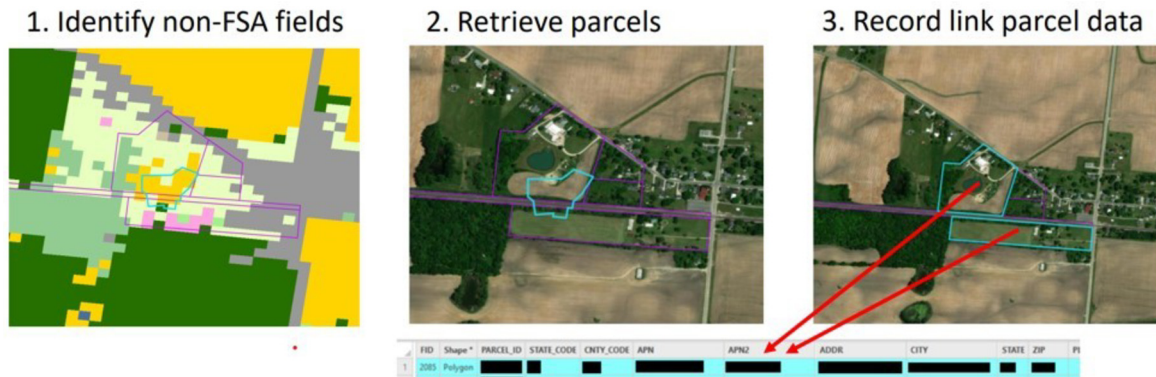 1. Identify non-FSA fields
2. Retrieve parcels
3. Record link parcel data
FID Shape * PARCEL_ID STATE_CODE CNTY_CODE APN APN2 ADDR CITY STATE ZIP
1 2085 Polygon